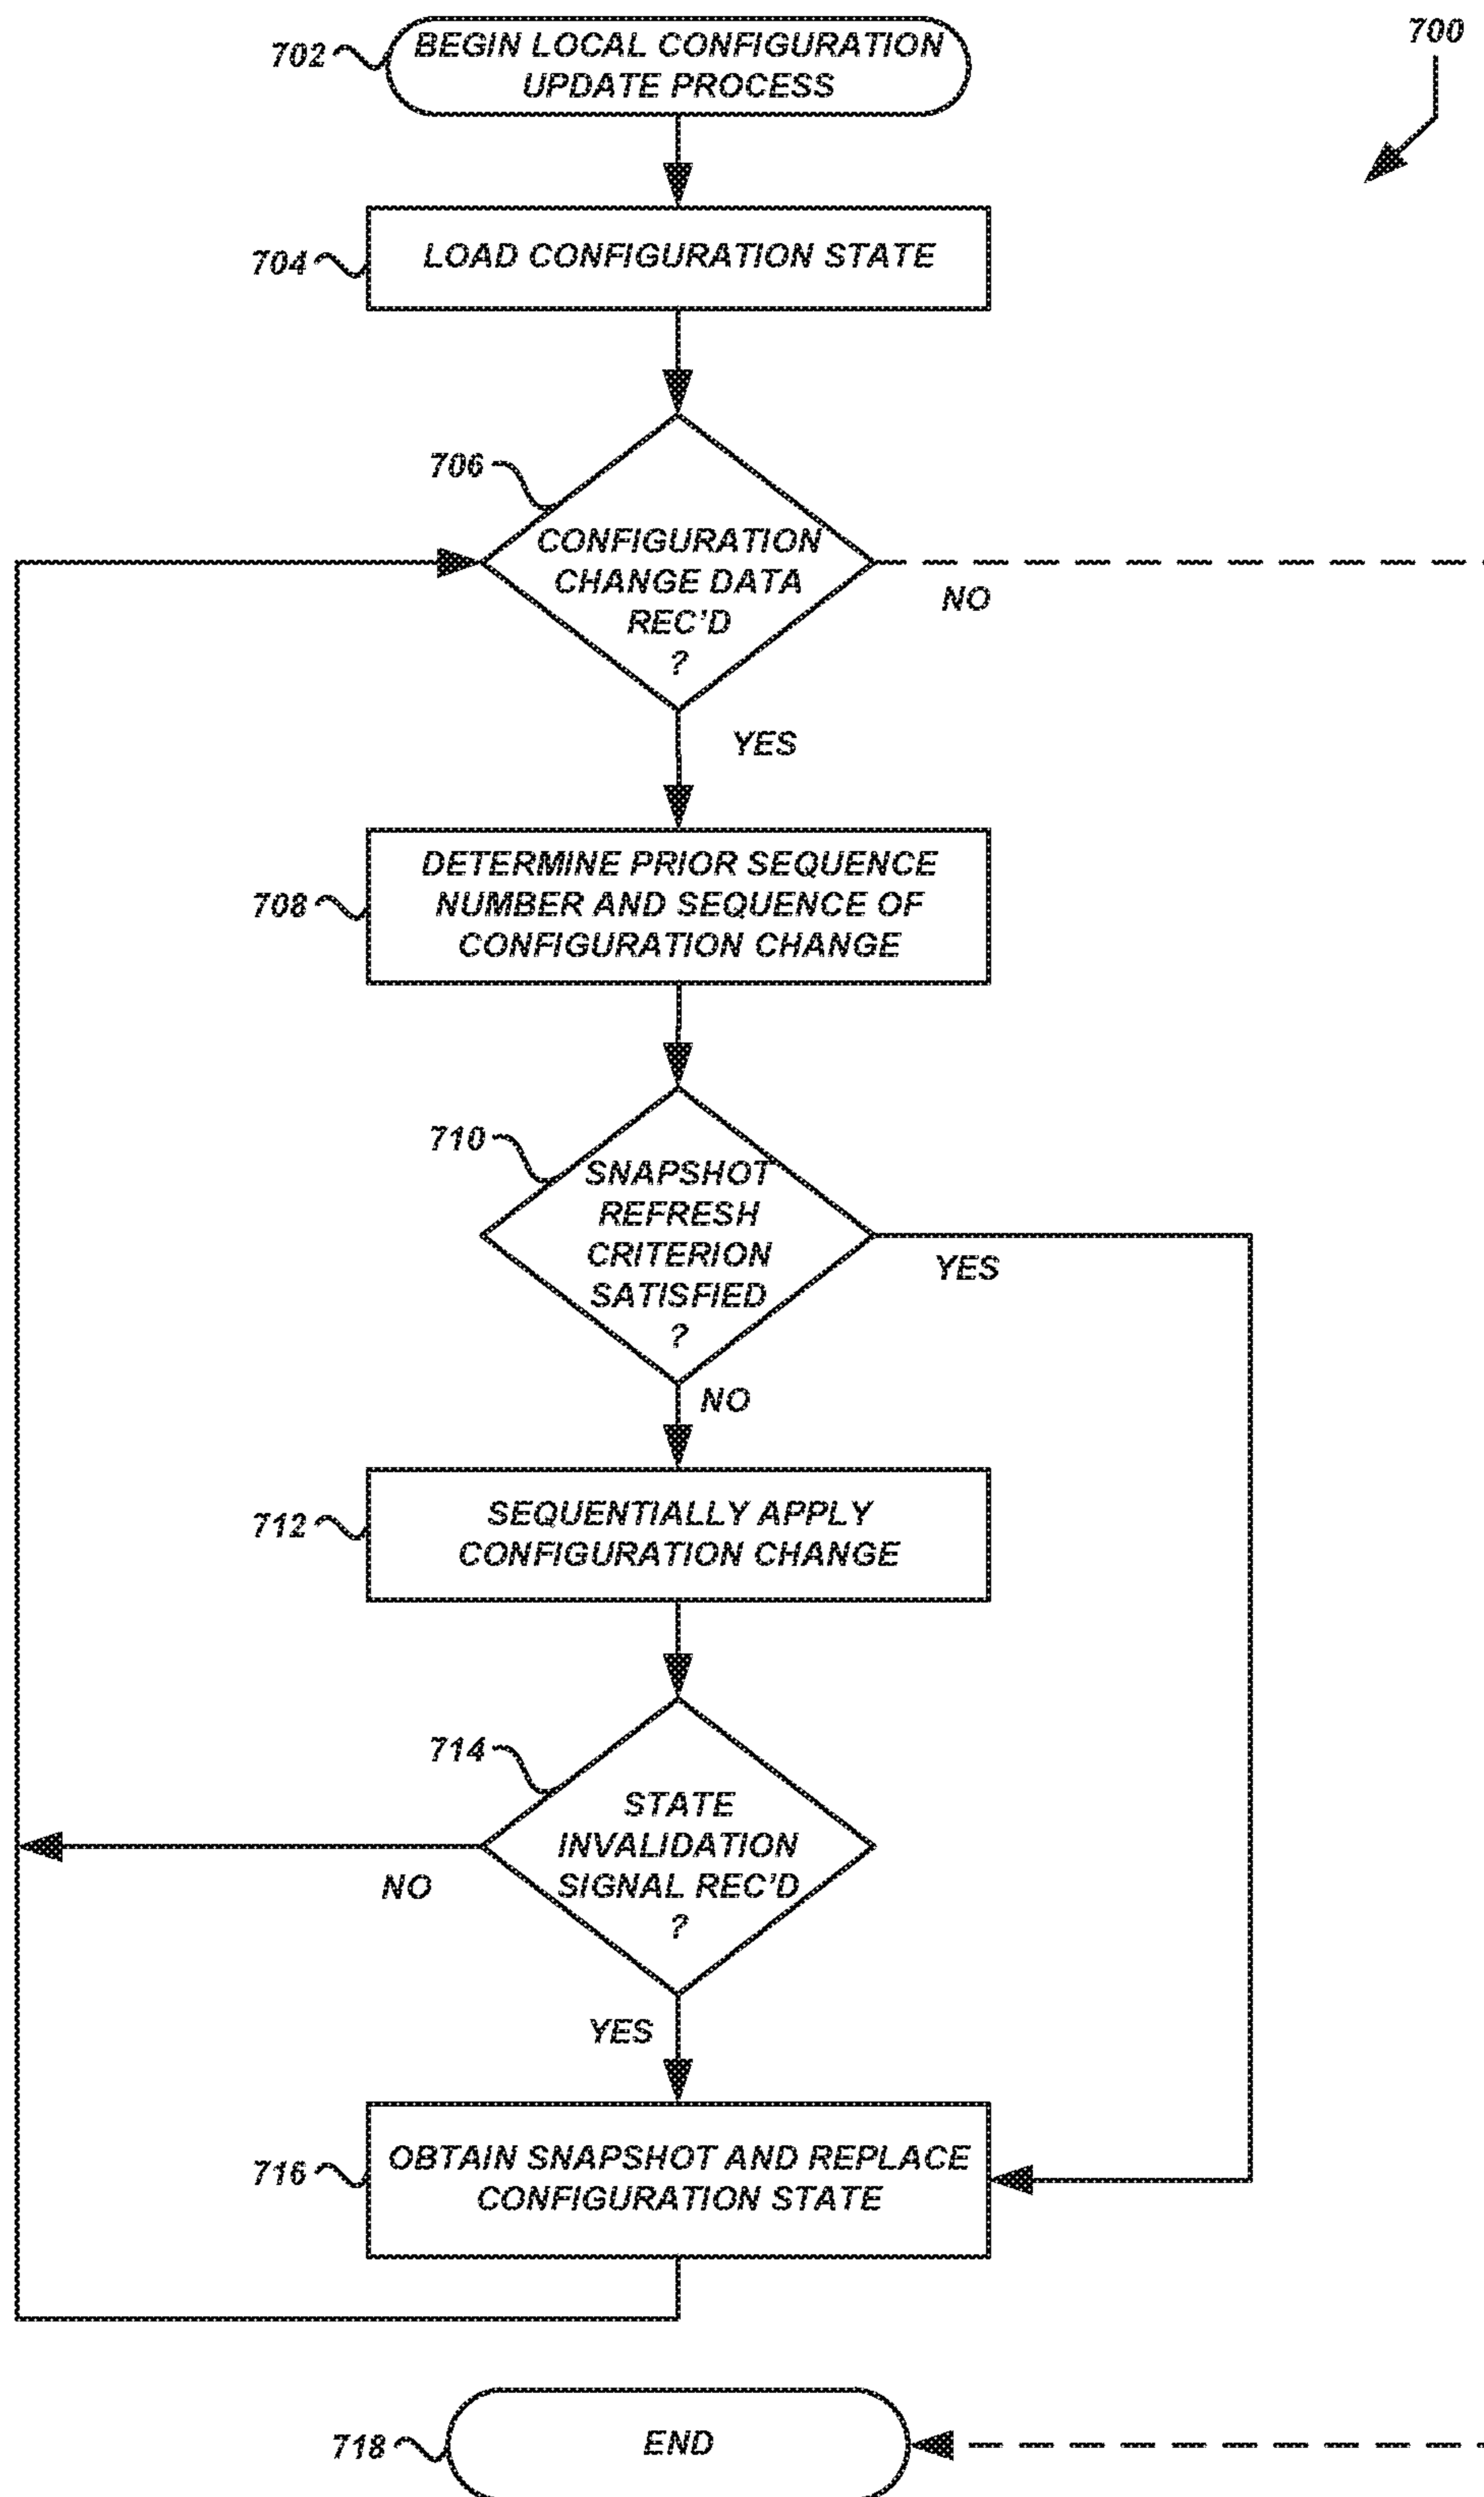 700
702
BEGIN LOCAL CONFIGURATION
UPDATE PROCESS
704
LOAD CONFIGURATION STATE
706
CONFIGURATION
CHANGE DATA
REC'D
?
NO
YES
708
DETERMINE PRIOR SEQUENCE
NUMBER AND SEQUENCE OF
CONFIGURATION CHANGE
710
SNAPSHOT
REFRESH
CRITERION
SATISFIED
?
YES
NO
712
SEQUENTIALLY APPLY
CONFIGURATION CHANGE
714
STATE
INVALIDATION
SIGNAL REC'D
?
NO
YES
716
OBTAIN SNAPSHOT AND REPLACE
CONFIGURATION STATE
718
END